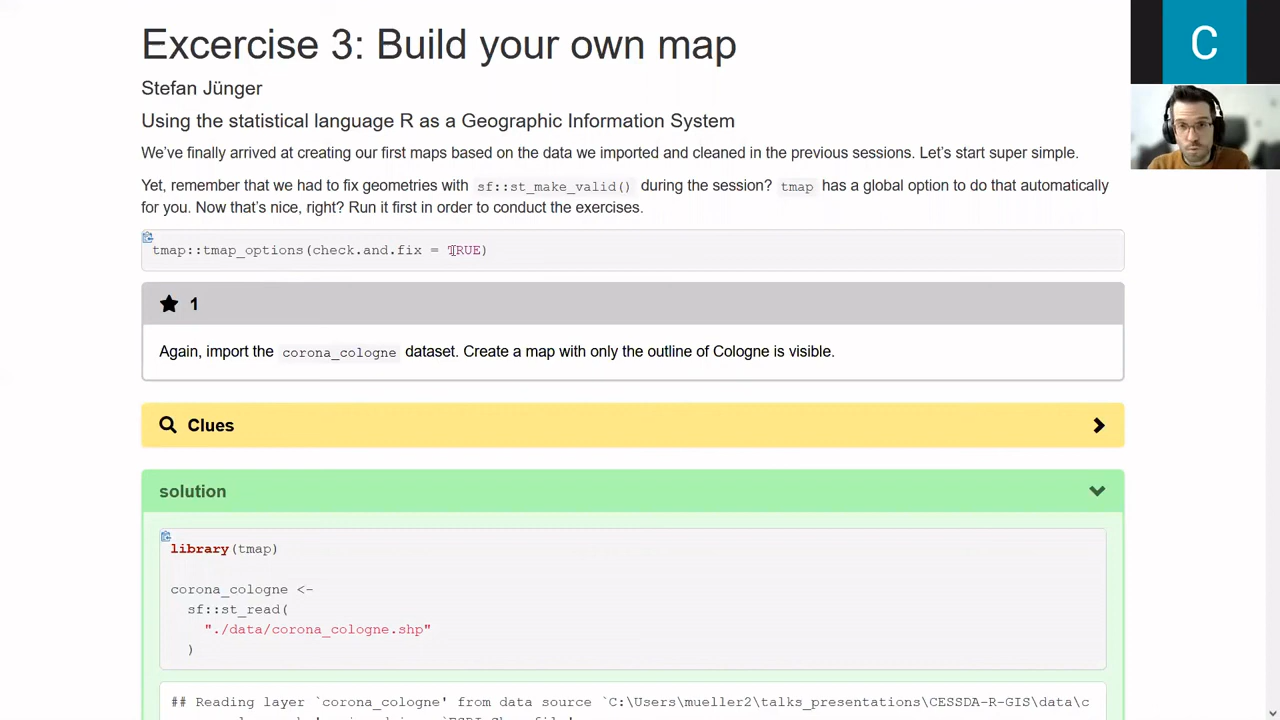 Excercise 3: Build your own map
Stefan Jünger
Using the statistical language R as a Geographic Information System
We've finally arrived at creating our first maps based on the data we imported and cleaned in the previous sessions. Let's start super simple.
Yet, remember that we had to fix geometries with sf::st_make_valid() during the session? tmap has a global option to do that automatically
for you. Now that's nice, right? Run it first in order to conduct the exercises.
tmap::tmap_options(check.and.fix = TRUE)
1
Again, import the corona_cologne dataset. Create a map with only the outline of Cologne is visible.
Clues
solution
library(tmap)
corona_cologne <-
sf::st_read(
"./data/corona_cologne.shp"
)
## Reading layer `corona_cologne' from data source `C:\Users\mueller2\talks_presentations\CESSDA-R-GIS\data\c
C